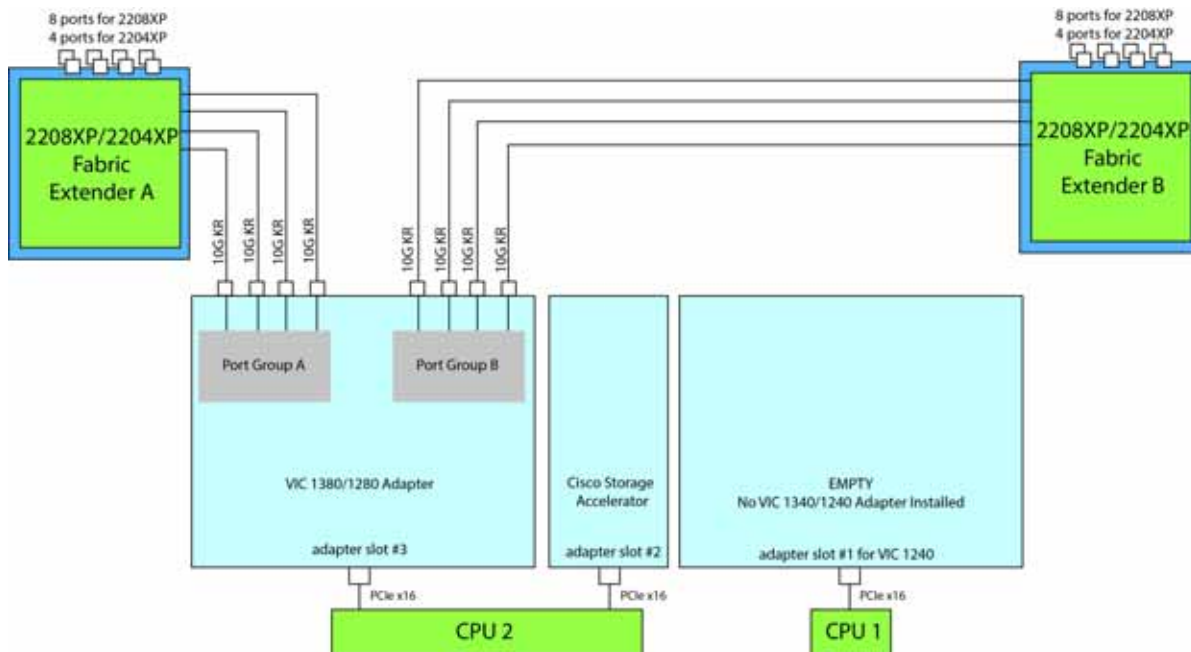 8 ports for 2208XP
4 ports for 2204XP
8 ports for 2208XP
4 ports for 2204XP
2208XP/2204XP
Fabric
Extender A
2208XP/2204XP
Fabric
Extender B
10G KR
10G KR
10G KR
10G KR
10G KR
10G KR
10G KR
10G KR
Port Group A
Port Group B
VIC 1380/1280 Adapter
Cisco Storage
Accelerator
EMPTY
No VIC 1340/1240 Adapter Installed
adapter slot #3
adapter slot #2
adapter slot #1 for VIC 1240
PCIe x16
PCIe x16
PCIe x16
CPU 2
CPU 1